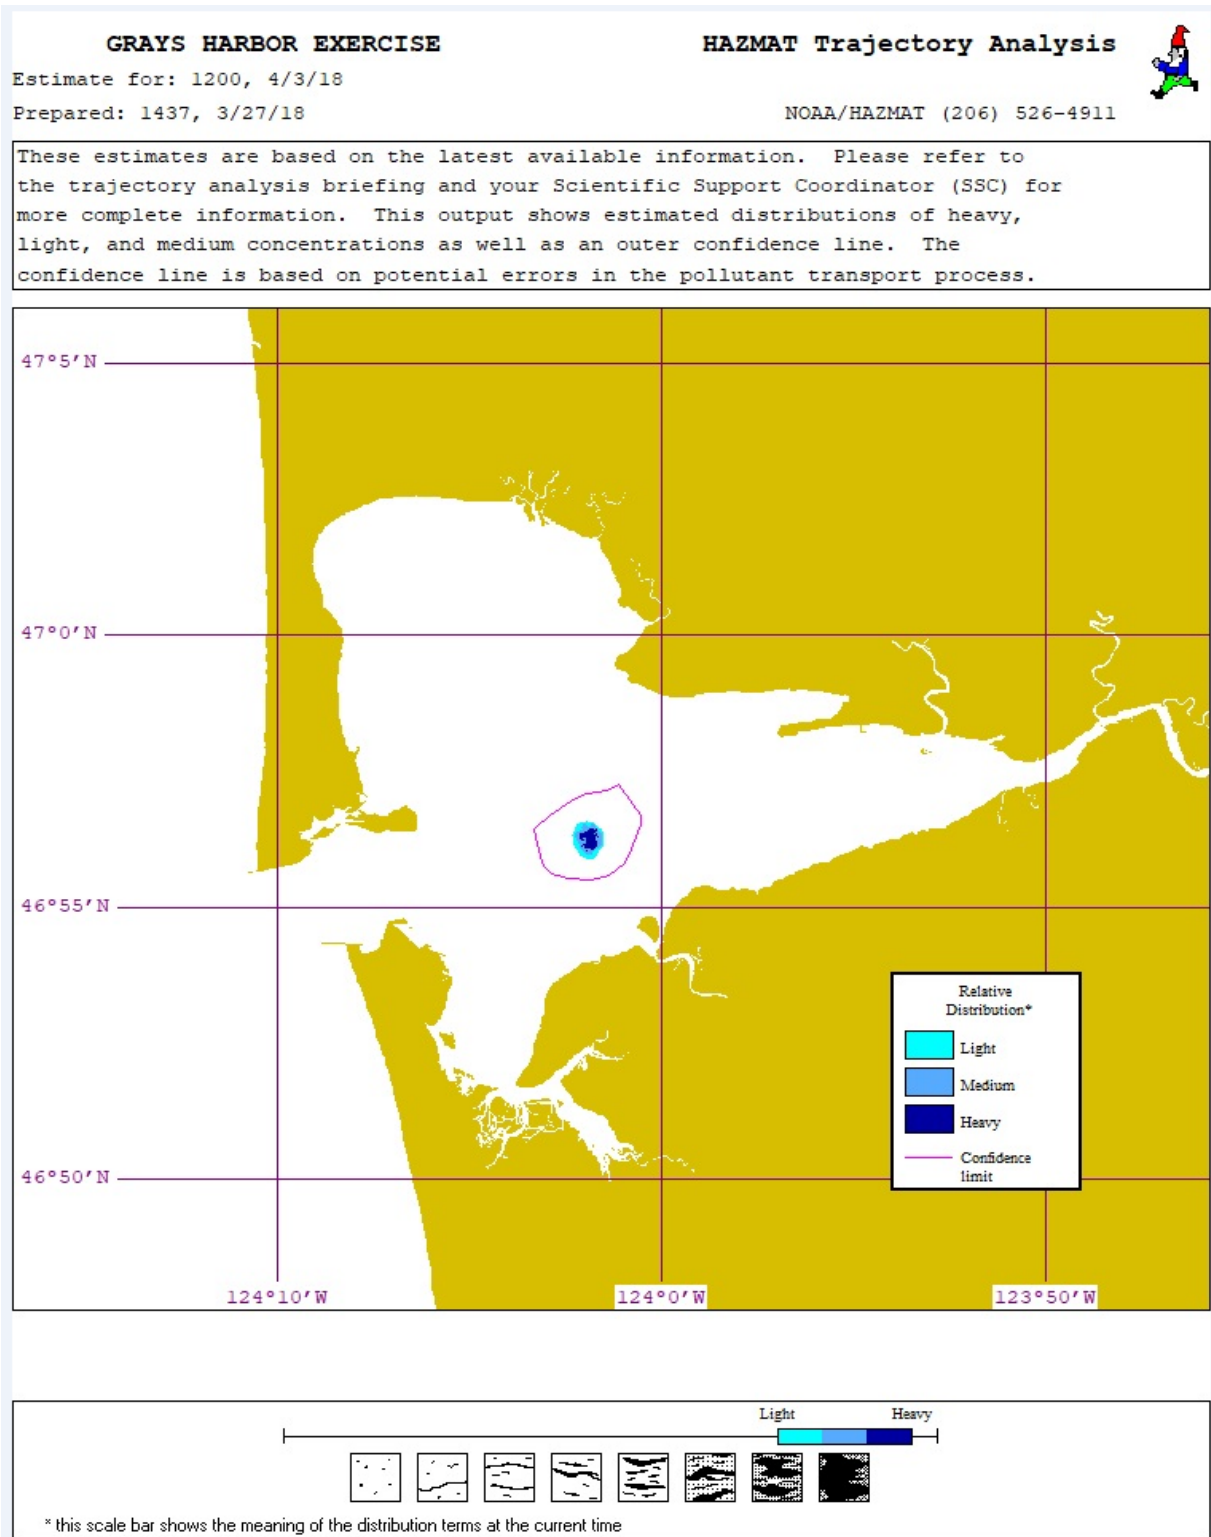 GRAYS HARBOR EXERCISE
HAZMAT Trajectory Analysis
Estimate for: 1200, 4/3/18
Prepared: 1437, 3/27/18
NOAA/HAZMAT (206) 526-4911
These estimates are based on the latest available information.  Please refer to
the trajectory analysis briefing and your Scientific Support Coordinator (SSC) for
more complete information.  This output shows estimated distributions of heavy,
light, and medium concentrations as well as an outer confidence line.  The
confidence line is based on potential errors in the pollutant transport process.
47°5'N
47°0'N
46°55'N
46°50'N
124°10'W
124°0'W
123°50'W
Relative
Distribution*
Light
Medium
Heavy
Confidence
limit
Light
Heavy
* this scale bar shows the meaning of the distribution terms at the current time